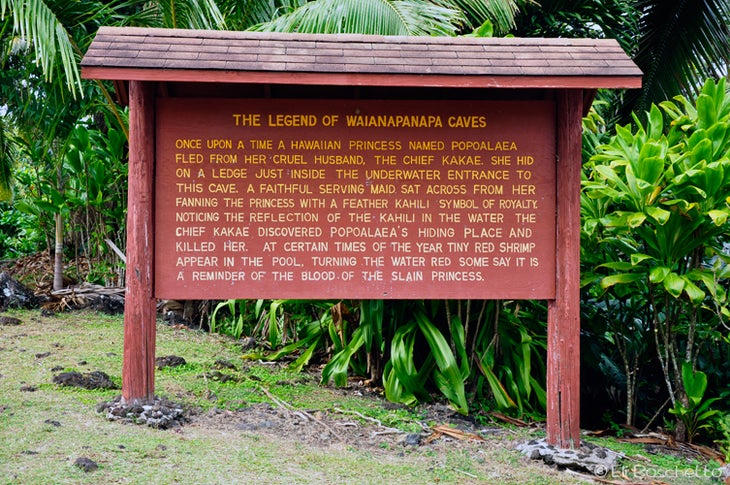 THE LEGEND OF WAIANAPANAPA CAVES
ONCE UPON A TIME A HAWAIIAN PRINCESS NAMED POPOALAEA
FLED FROM HER CRUEL HUSBAND, THE CHIEF KAKAE. SHE HID
ON A LEDGE JUST INSIDE THE UNDERWATER ENTRANCE TO
THIS CAVE. A FAITHFUL SERVING MAID SAT ACROSS FROM HER
FANNING THE PRINCESS WITH A FEATHER KAHILI SYMBOL OF ROYALTY.
NOTICING THE REFLECTION OF THE KAHILI IN THE WATER THE
CHIEF KAKAE DISCOVERED POPOALAEA'S HIDING PLACE AND
KILLED HER. AT CERTAIN TIMES OF THE YEAR TINY RED SHRIMP
APPEAR IN THE POOL, TURNING THE WATER RED SOME SAY IT IS
A REMINDER OF THE BLOOD OF THE SLAIN PRINCESS.
© Eli Boschetto